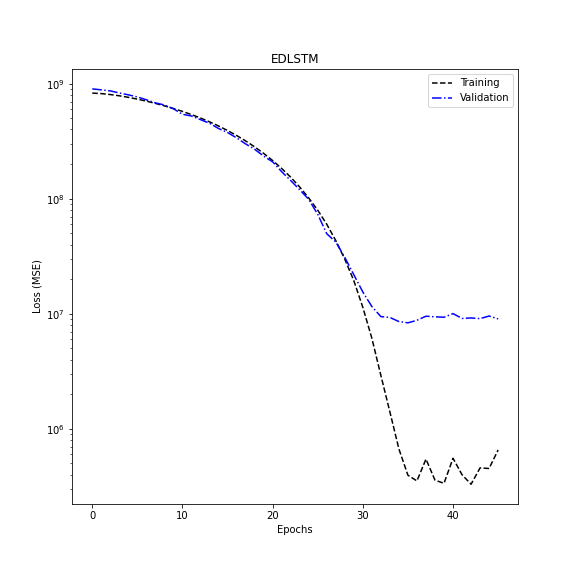 EDLSTM
Training
Validation
10⁹
10⁸
10⁷
10⁶
Loss (MSE)
0 10 20 30 40
Epochs